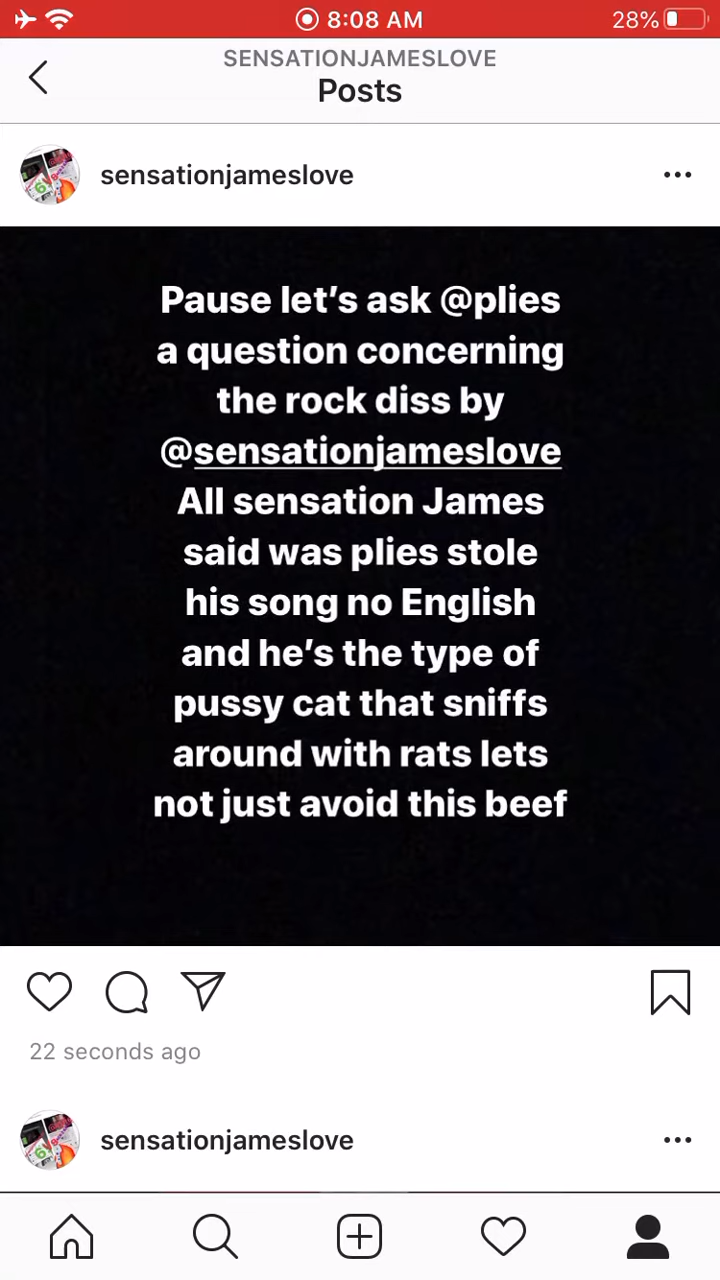 8:08 AM
28%
SENSATIONJAMESLOVE
Posts
sensationjameslove
Pause let’s ask @plies
a question concerning
the rock diss by
@sensationjameslove
All sensation James
said was plies stole
his song no English
and he’s the type of
pussy cat that sniffs
around with rats lets
not just avoid this beef
22 seconds ago
sensationjameslove